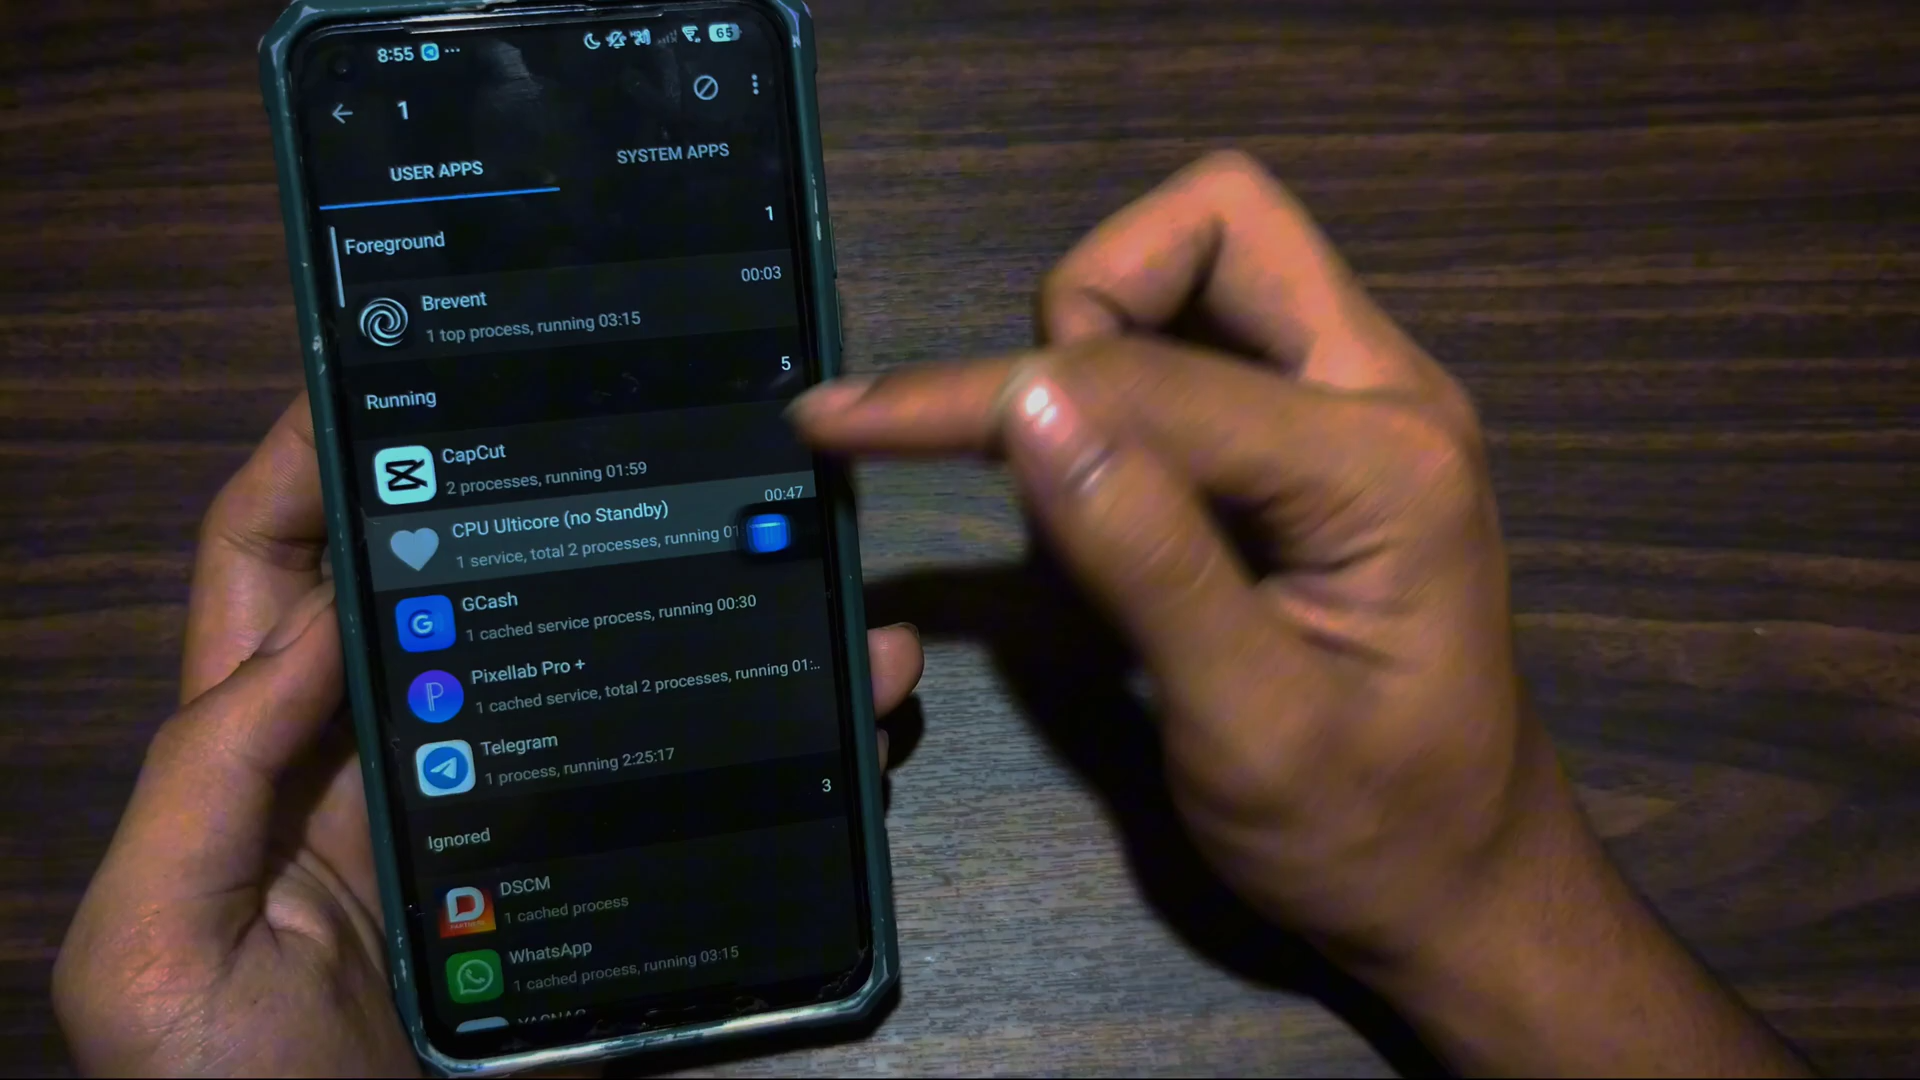 8:55 ... 65
1
USER APPS
SYSTEM APPS
1
Foreground
00:03
Brevent
1 top process, running 03:15
5
Running
CapCut
2 processes, running 01:59
00:47
CPU Ulticore (no Standby)
1 service, total 2 processes, running 01
GCash
1 cached service process, running 00:30
Pixellab Pro +
1 cached service, total 2 processes, running 01:..
Telegram
1 process, running 2:25:17
3
Ignored
DSCM
1 cached process
WhatsApp
1 cached process, running 03:15